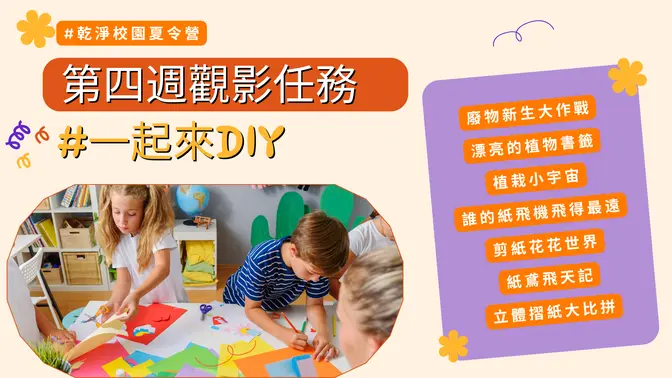 #乾淨校園夏令營
第四週觀影任務
#一起來DIY
廢物新生大作戰
漂亮的植物書籤
植栽小宇宙
誰的紙飛機飛得最遠
剪紙花花世界
紙鳶飛天記
立體摺紙大比拼